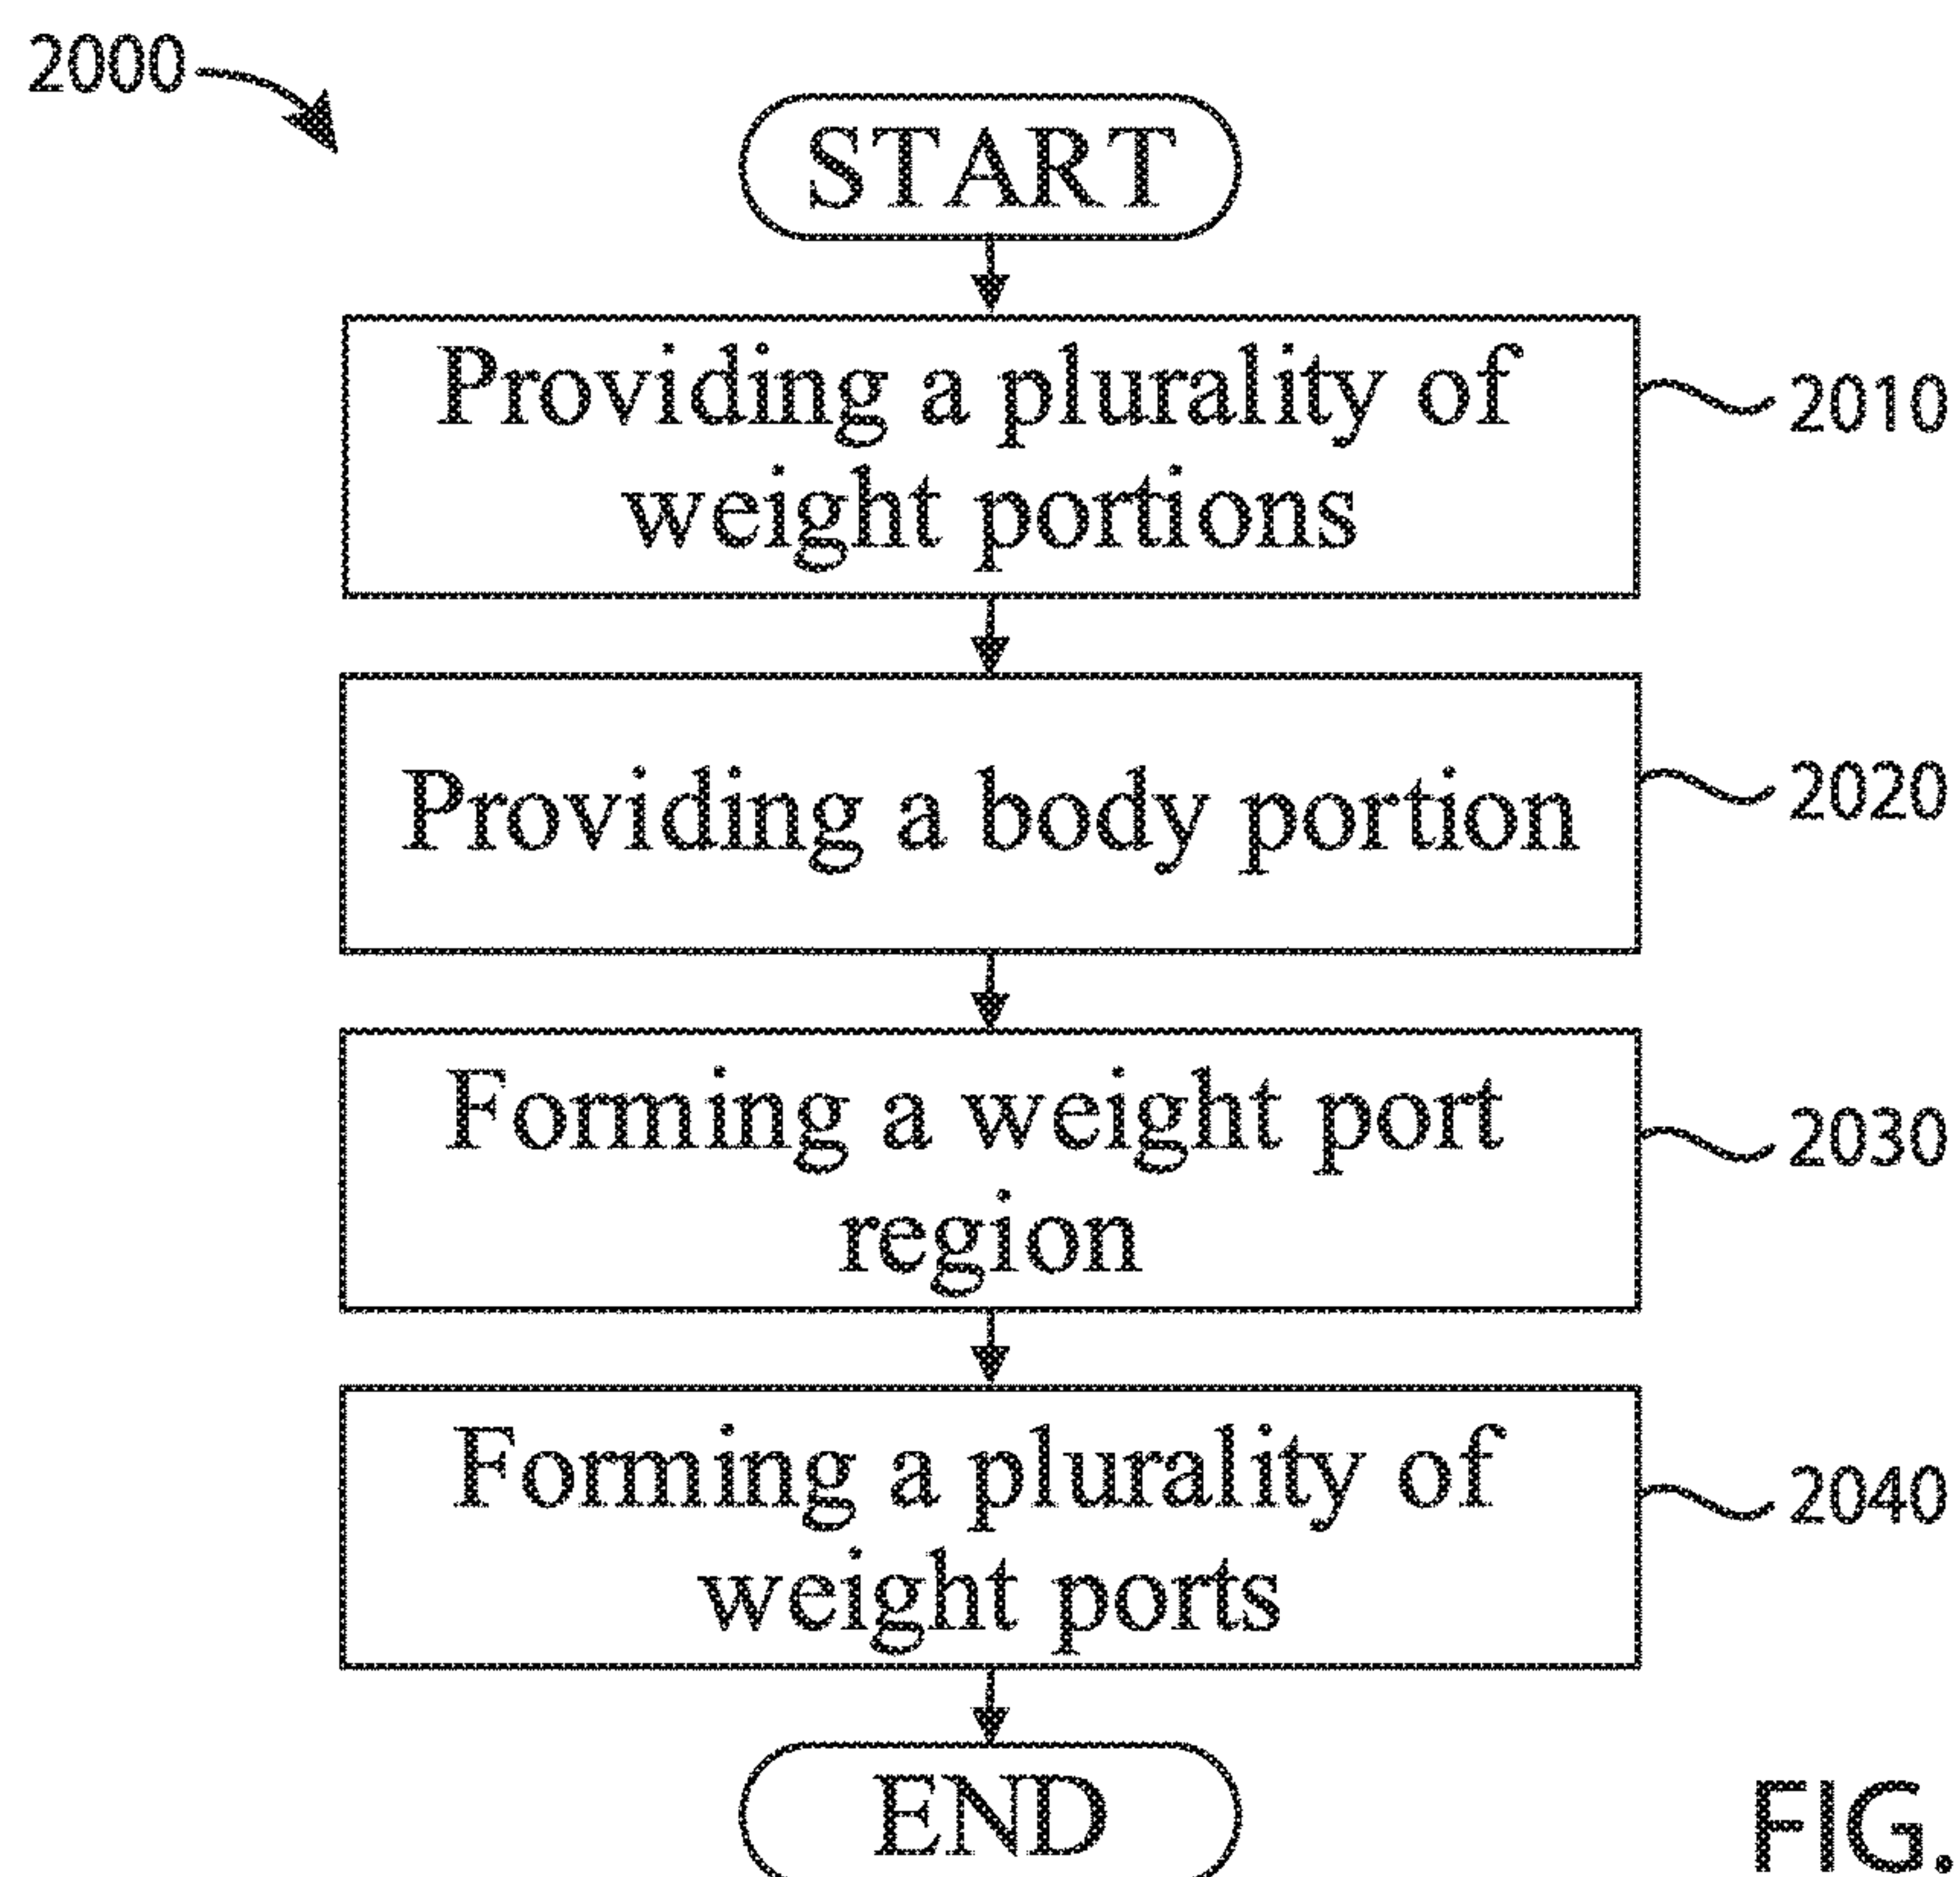 2000
START
Providing a plurality of
weight portions
2010
Providing a body portion
2020
Forming a weight port
region
2030
Forming a plurality of
weight ports
2040
END
FIG.